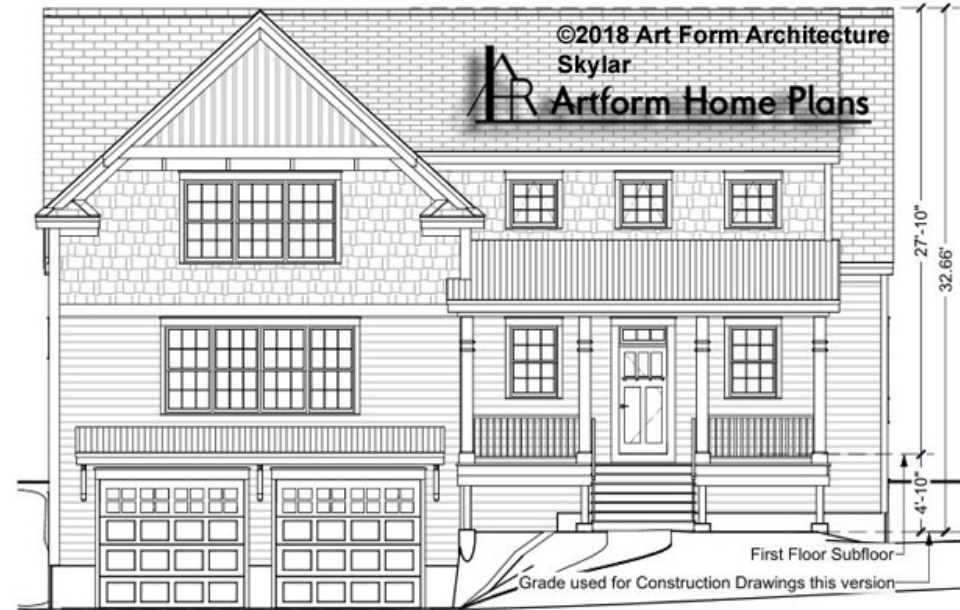 ©2018 Art Form Architecture
Skylar
AR Artform Home Plans
27'-10"
32.66'
4'-10"
First Floor Subfloor
Grade used for Construction Drawings this version